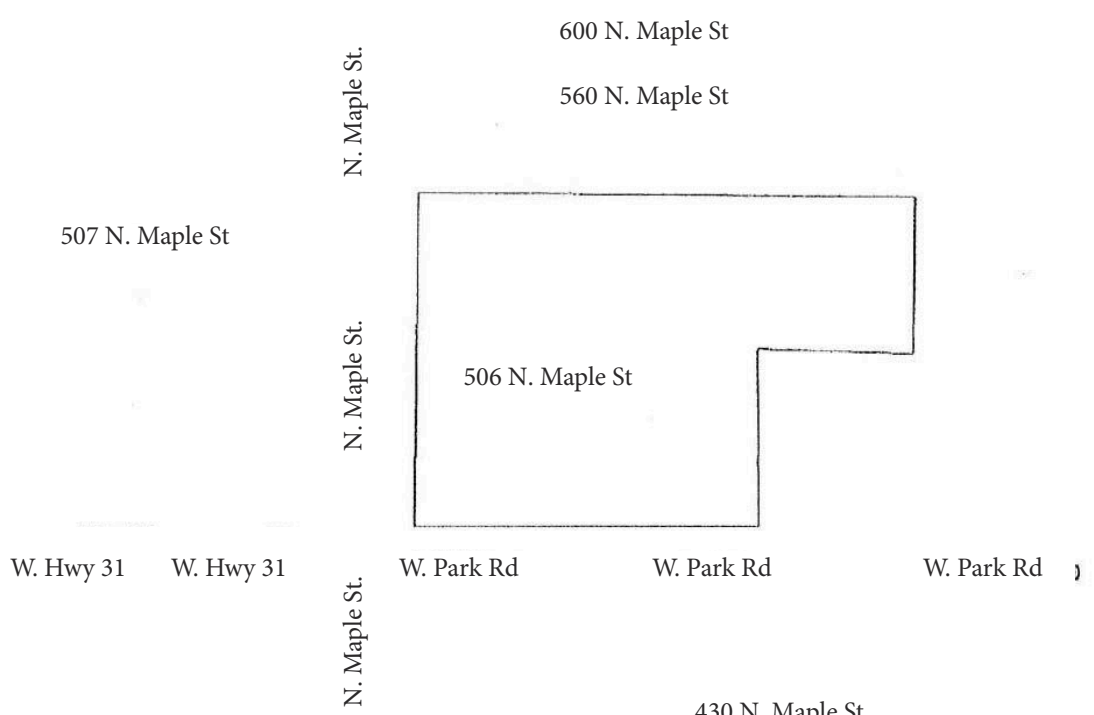 600 N. Maple St
N. Maple St.
560 N. Maple St
507 N. Maple St
N. Maple St.
506 N. Maple St
W. Hwy 31 W. Hwy 31 W. Park Rd W. Park Rd W. Park Rd
N. Maple St.
430 N. Maple St